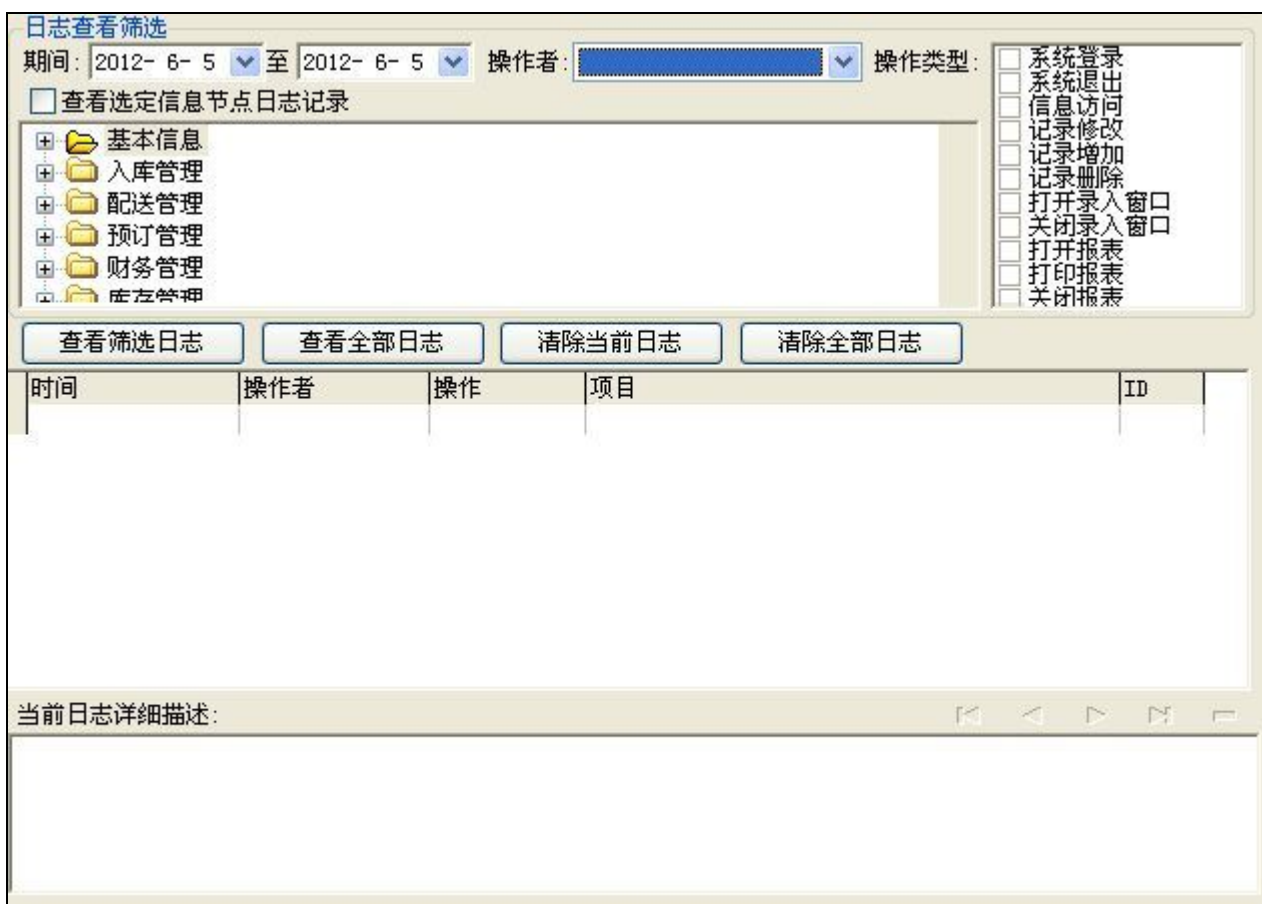 日志查看筛选
期间: 2012- 6- 5 至 2012- 6- 5 操作者: 操作类型:
系统登录
系统退出
信息访问
记录修改
记录增加
记录删除
打开录入窗口
关闭录入窗口
打开报表
打印报表
关闭报表
查看选定信息节点日志记录
基本信息
入库管理
配送管理
预订管理
财务管理
库存管理
查看筛选日志 查看全部日志 清除当前日志 清除全部日志
时间 操作者 操作 项目 ID
当前日志详细描述: